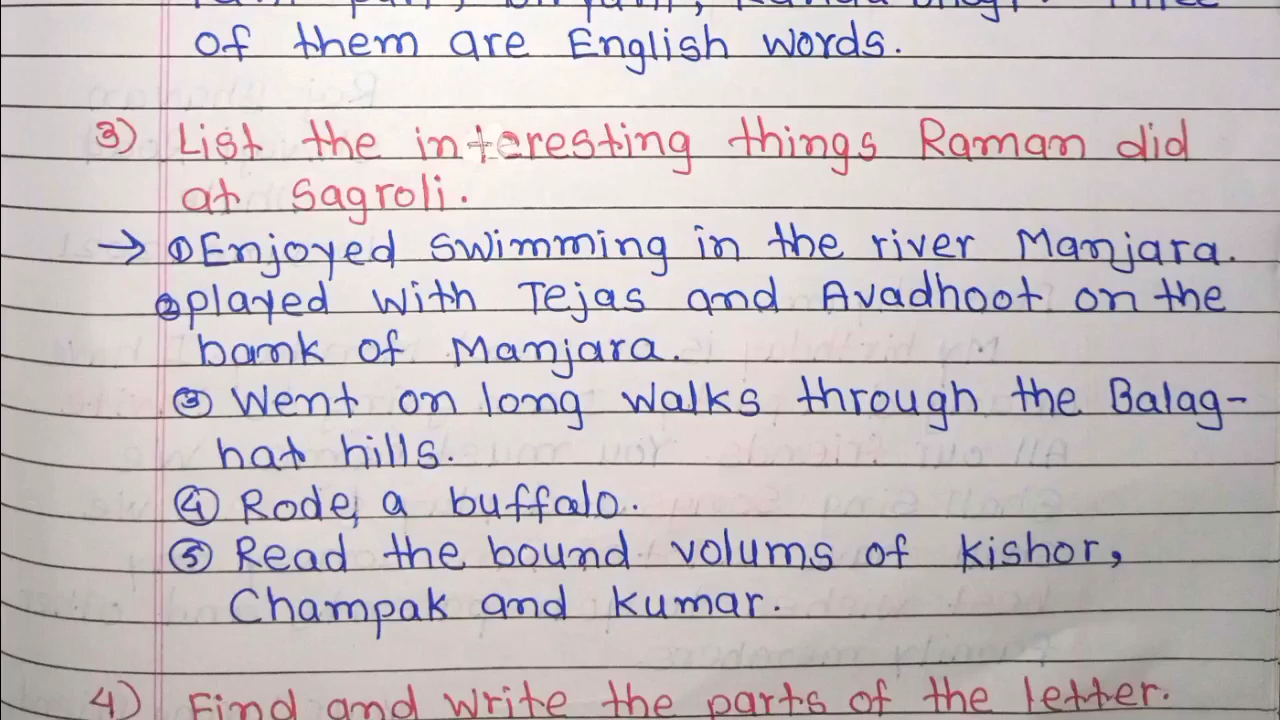 of them are English words.
3) List the interesting things Raman did
at Sagroli.
→ ① Enjoyed swimming in the river Manjara.
② played with Tejas and Avadhoot on the
bank of Manjara.
③ Went on long walks through the Balag-
hat hills.
④ Rode, a buffalo.
⑤ Read the bound volums of Kishor,
Champak and Kumar.
4) Find and write the parts of the letter.